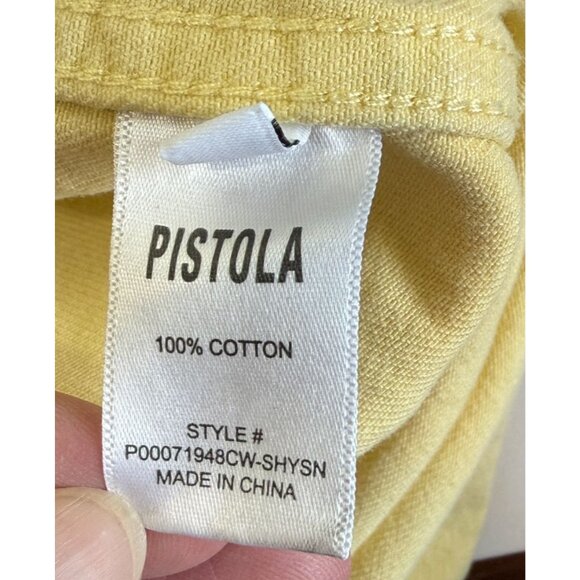 PISTOLA
100% COTTON
STYLE #
P00071948CW-SHYSN
MADE IN CHINA